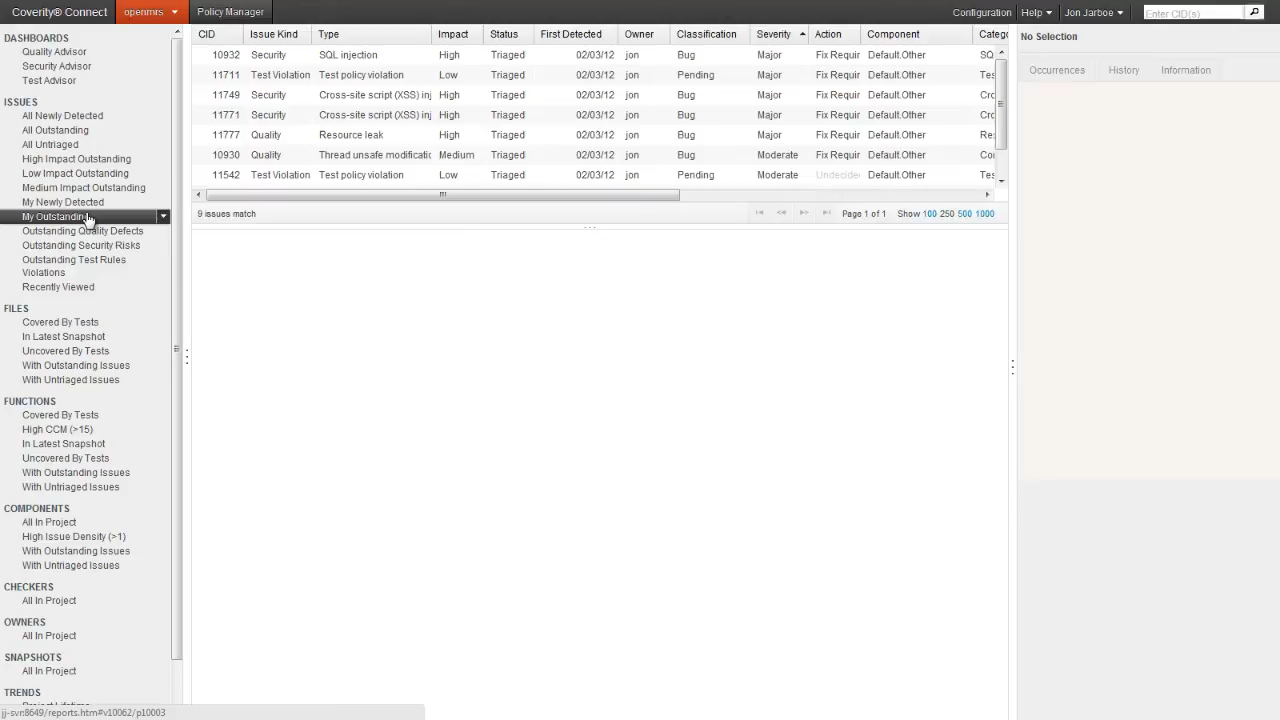 Coverity® Connect openmrs Policy Manager Configuration Help Jon Jarboe Enter CID(s)
DASHBOARDS
Quality Advisor
Security Advisor
Test Advisor
ISSUES
All Newly Detected
All Outstanding
All Untriaged
High Impact Outstanding
Low Impact Outstanding
Medium Impact Outstanding
My Newly Detected
My Outstanding
Outstanding Quality Defects
Outstanding Security Risks
Outstanding Test Rules
Violations
Recently Viewed
FILES
Covered By Tests
In Latest Snapshot
Uncovered By Tests
With Outstanding Issues
With Untriaged Issues
FUNCTIONS
Covered By Tests
High CCM (>15)
In Latest Snapshot
Uncovered By Tests
With Outstanding Issues
With Untriaged Issues
COMPONENTS
All In Project
High Issue Density (>1)
With Outstanding Issues
With Untriaged Issues
CHECKERS
All In Project
OWNERS
All In Project
SNAPSHOTS
All In Project
TRENDS
jj-svr:8649/reports.htm#v10062/p10003
CID Issue Kind Type Impact Status First Detected Owner Classification Severity Action Component Categ
10932 Security SQL injection High Triaged 02/03/12 jon Bug Major Fix Requir Default.Other SQ
11711 Test Violation Test policy violation Low Triaged 02/03/12 jon Pending Major Fix Requir Default.Other Tes
11749 Security Cross-site script (XSS) inj High Triaged 02/03/12 jon Bug Major Fix Requir Default.Other Cro
11771 Security Cross-site script (XSS) inj High Triaged 02/03/12 jon Bug Major Fix Requir Default.Other Cro
11777 Quality Resource leak High Triaged 02/03/12 jon Bug Major Fix Requir Default.Other Re
10930 Quality Thread unsafe modificatic Medium Triaged 02/03/12 jon Bug Moderate Fix Requir Default.Other Co
11542 Test Violation Test policy violation Low Triaged 02/03/12 jon Pending Moderate Undecide Default.Other Tes
9 issues match Page 1 of 1 Show 100 250 500 1000
No Selection
Occurrences History Information